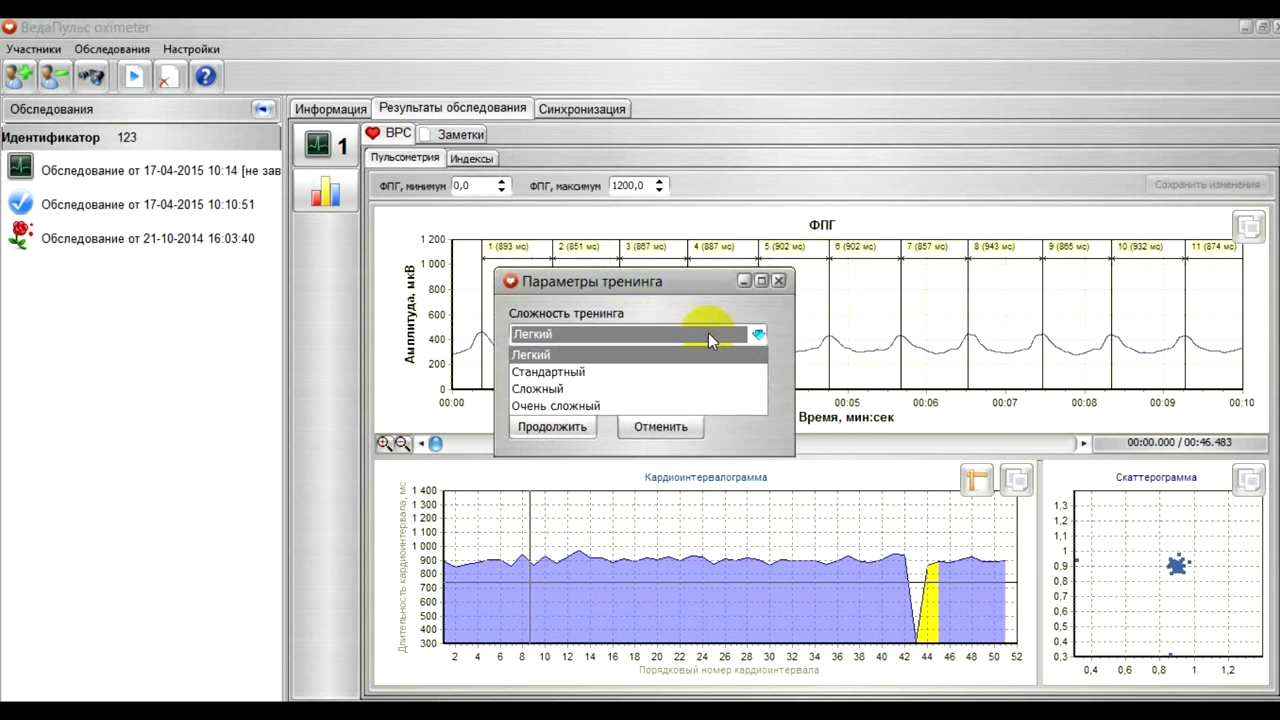 ВедаПульс oximeter
Участники Обследования Настройки
Обследования
Идентификатор 123
Обследование от 17-04-2015 10:14 [не зав
Обследование от 17-04-2015 10:10:51
Обследование от 21-10-2014 16:03:40
Информация Результаты обследования Синхронизация
1
ВРС Заметки
Пульсометрия Индексы
ФПГ, минимум 0,0 ФПГ, максимум 1200,0 Сохранить изменения
ФПГ
Амплитуда, мкВ
1 200
1 000
800
600
400
200
0
1 (893 мс) 2 (851 мс) 3 (867 мс) 4 (887 мс) 5 (902 мс) 6 (902 мс) 7 (857 мс) 8 (943 мс) 9 (865 мс) 10 (932 мс) 11 (874 мс)
00:00 00:05 00:06 00:07 00:08 00:09 00:10
Время, мин:сек
Параметры тренинга
Сложность тренинга
Легкий
Легкий
Стандартный
Сложный
Очень сложный
Продолжить Отменить
00:00.000 / 00:46.483
Кардиоинтервалограмма
Длительность кардиоинтервала, мс
1 400
1 300
1 200
1 100
1 000
900
800
700
600
500
400
300
2 4 6 8 10 12 14 16 18 20 22 24 26 28 30 32 34 36 38 40 42 44 46 48 50 52
Порядковый номер кардиоинтервала
Скаттерограмма
1,3
1,2
1,1
1
0,9
0,8
0,7
0,6
0,5
0,4
0,3
0,4 0,6 0,8 1 1,2